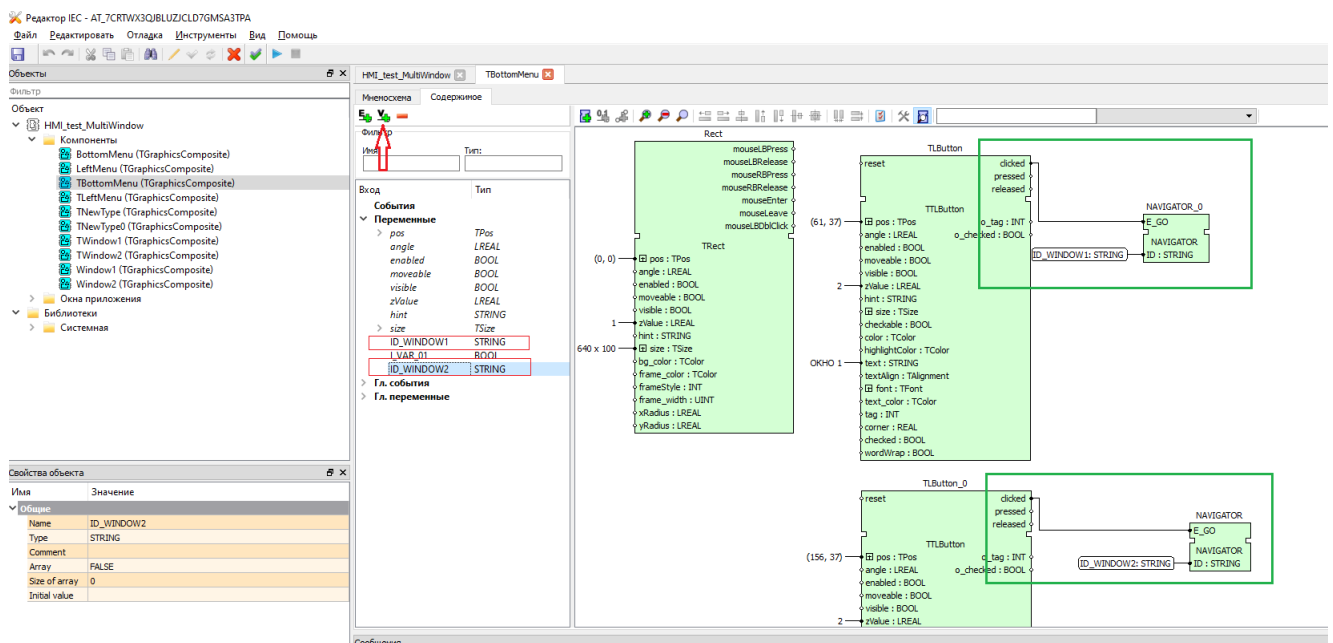 Редактор IEC - AT_7CRTWX3QJBLUZJCLD7GMSA3TPA
Файл Редактировать Отладка Инструменты Вид Помощь
Объекты
Фильтр
Объект
HMI_test_MultiWindow
Компоненты
BottomMenu (TGraphicsComposite)
LeftMenu (TGraphicsComposite)
TBottomMenu (TGraphicsComposite)
TLeftMenu (TGraphicsComposite)
TNewType (TGraphicsComposite)
TNewType0 (TGraphicsComposite)
TWindow1 (TGraphicsComposite)
TWindow2 (TGraphicsComposite)
Window1 (TGraphicsComposite)
Window2 (TGraphicsComposite)
Окна приложения
Библиотеки
Системная
Свойства объекта
Имя Значение
Общие
Name ID_WINDOW2
Type STRING
Comment
Array FALSE
Size of array 0
Initial value
HMI_test_MultiWindow TBottomMenu
Мнемосхема Содержимое
Фильтр
Имя: Тип:
Вход Тип
События
Переменные
pos TPos
angle LREAL
enabled BOOL
moveable BOOL
visible BOOL
zValue LREAL
hint STRING
size TSize
ID_WINDOW1 STRING
I_VAR_01 BOOL
ID_WINDOW2 STRING
Гл. события
Гл. переменные
Rect
mouseLBPress
mouseLBRelease
mouseRBPress
mouseRBRelease
mouseEnter
mouseLeave
mouseLBDblClick
TRect
(0, 0) pos : TPos
angle : LREAL
enabled : BOOL
moveable : BOOL
visible : BOOL
1 zValue : LREAL
hint : STRING
640 x 100 size : TSize
bg_color : TColor
frame_color : TColor
frameStyle : INT
frame_width : UINT
xRadius : LREAL
yRadius : LREAL
TLButton
reset clicked
pressed
released
TTLButton
(61, 37) pos : TPos o_tag : INT
angle : LREAL o_checked : BOOL
enabled : BOOL
moveable : BOOL
visible : BOOL
2 zValue : LREAL
hint : STRING
size : TSize
checkable : BOOL
color : TColor
highlightColor : TColor
ОКНО 1 text : STRING
textAlign : TAlignment
font : TFont
text_color : TColor
tag : INT
corner : REAL
checked : BOOL
wordWrap : BOOL
NAVIGATOR_0
E_GO
NAVIGATOR
ID_WINDOW1: STRING ID : STRING
TLButton_0
reset clicked
pressed
released
TTLButton
(156, 37) pos : TPos o_tag : INT
angle : LREAL o_checked : BOOL
enabled : BOOL
moveable : BOOL
visible : BOOL
2 zValue : LREAL
NAVIGATOR
E_GO
NAVIGATOR
ID_WINDOW2: STRING ID : STRING
Сообщения